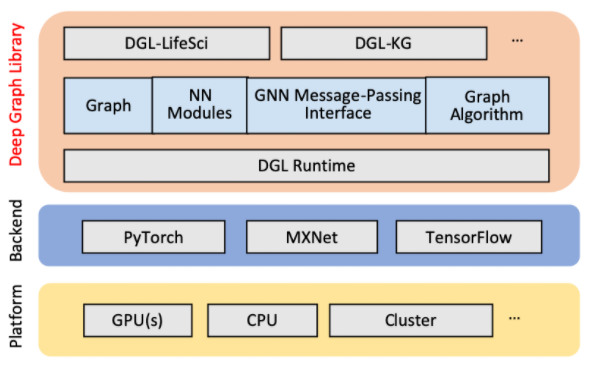 Deep Graph Library
DGL-LifeSci
DGL-KG
...
Graph
NN
Modules
GNN Message-Passing
Interface
Graph
Algorithm
DGL Runtime
Backend
PyTorch
MXNet
TensorFlow
Platform
GPU(s)
CPU
Cluster
...